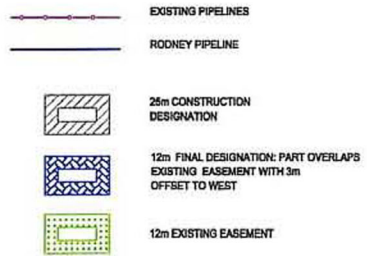 EXISTING PIPELINES
RODNEY PIPELINE
25m CONSTRUCTION
DESIGNATION
12m FINAL DESIGNATION: PART OVERLAPS
EXISTING EASEMENT WITH 3m
OFFSET TO WEST
12m EXISTING EASEMENT